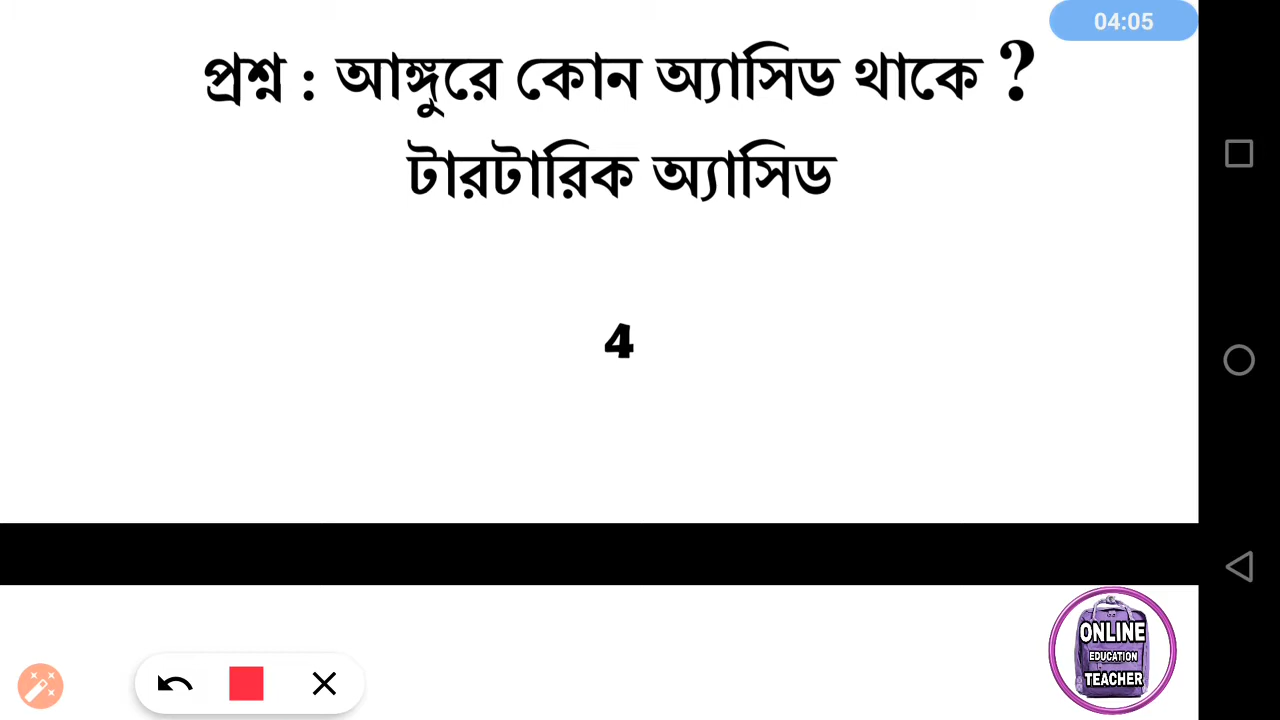 04:05
প্রশ্ন : আঙ্গুরে কোন অ্যাসিড থাকে ?
টারটারিক অ্যাসিড
4
ONLINE
EDUCATION
TEACHER